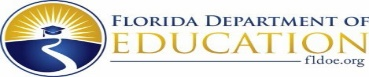 FLORIDA DEPARTMENT OF
EDUCATION
fldoe.org